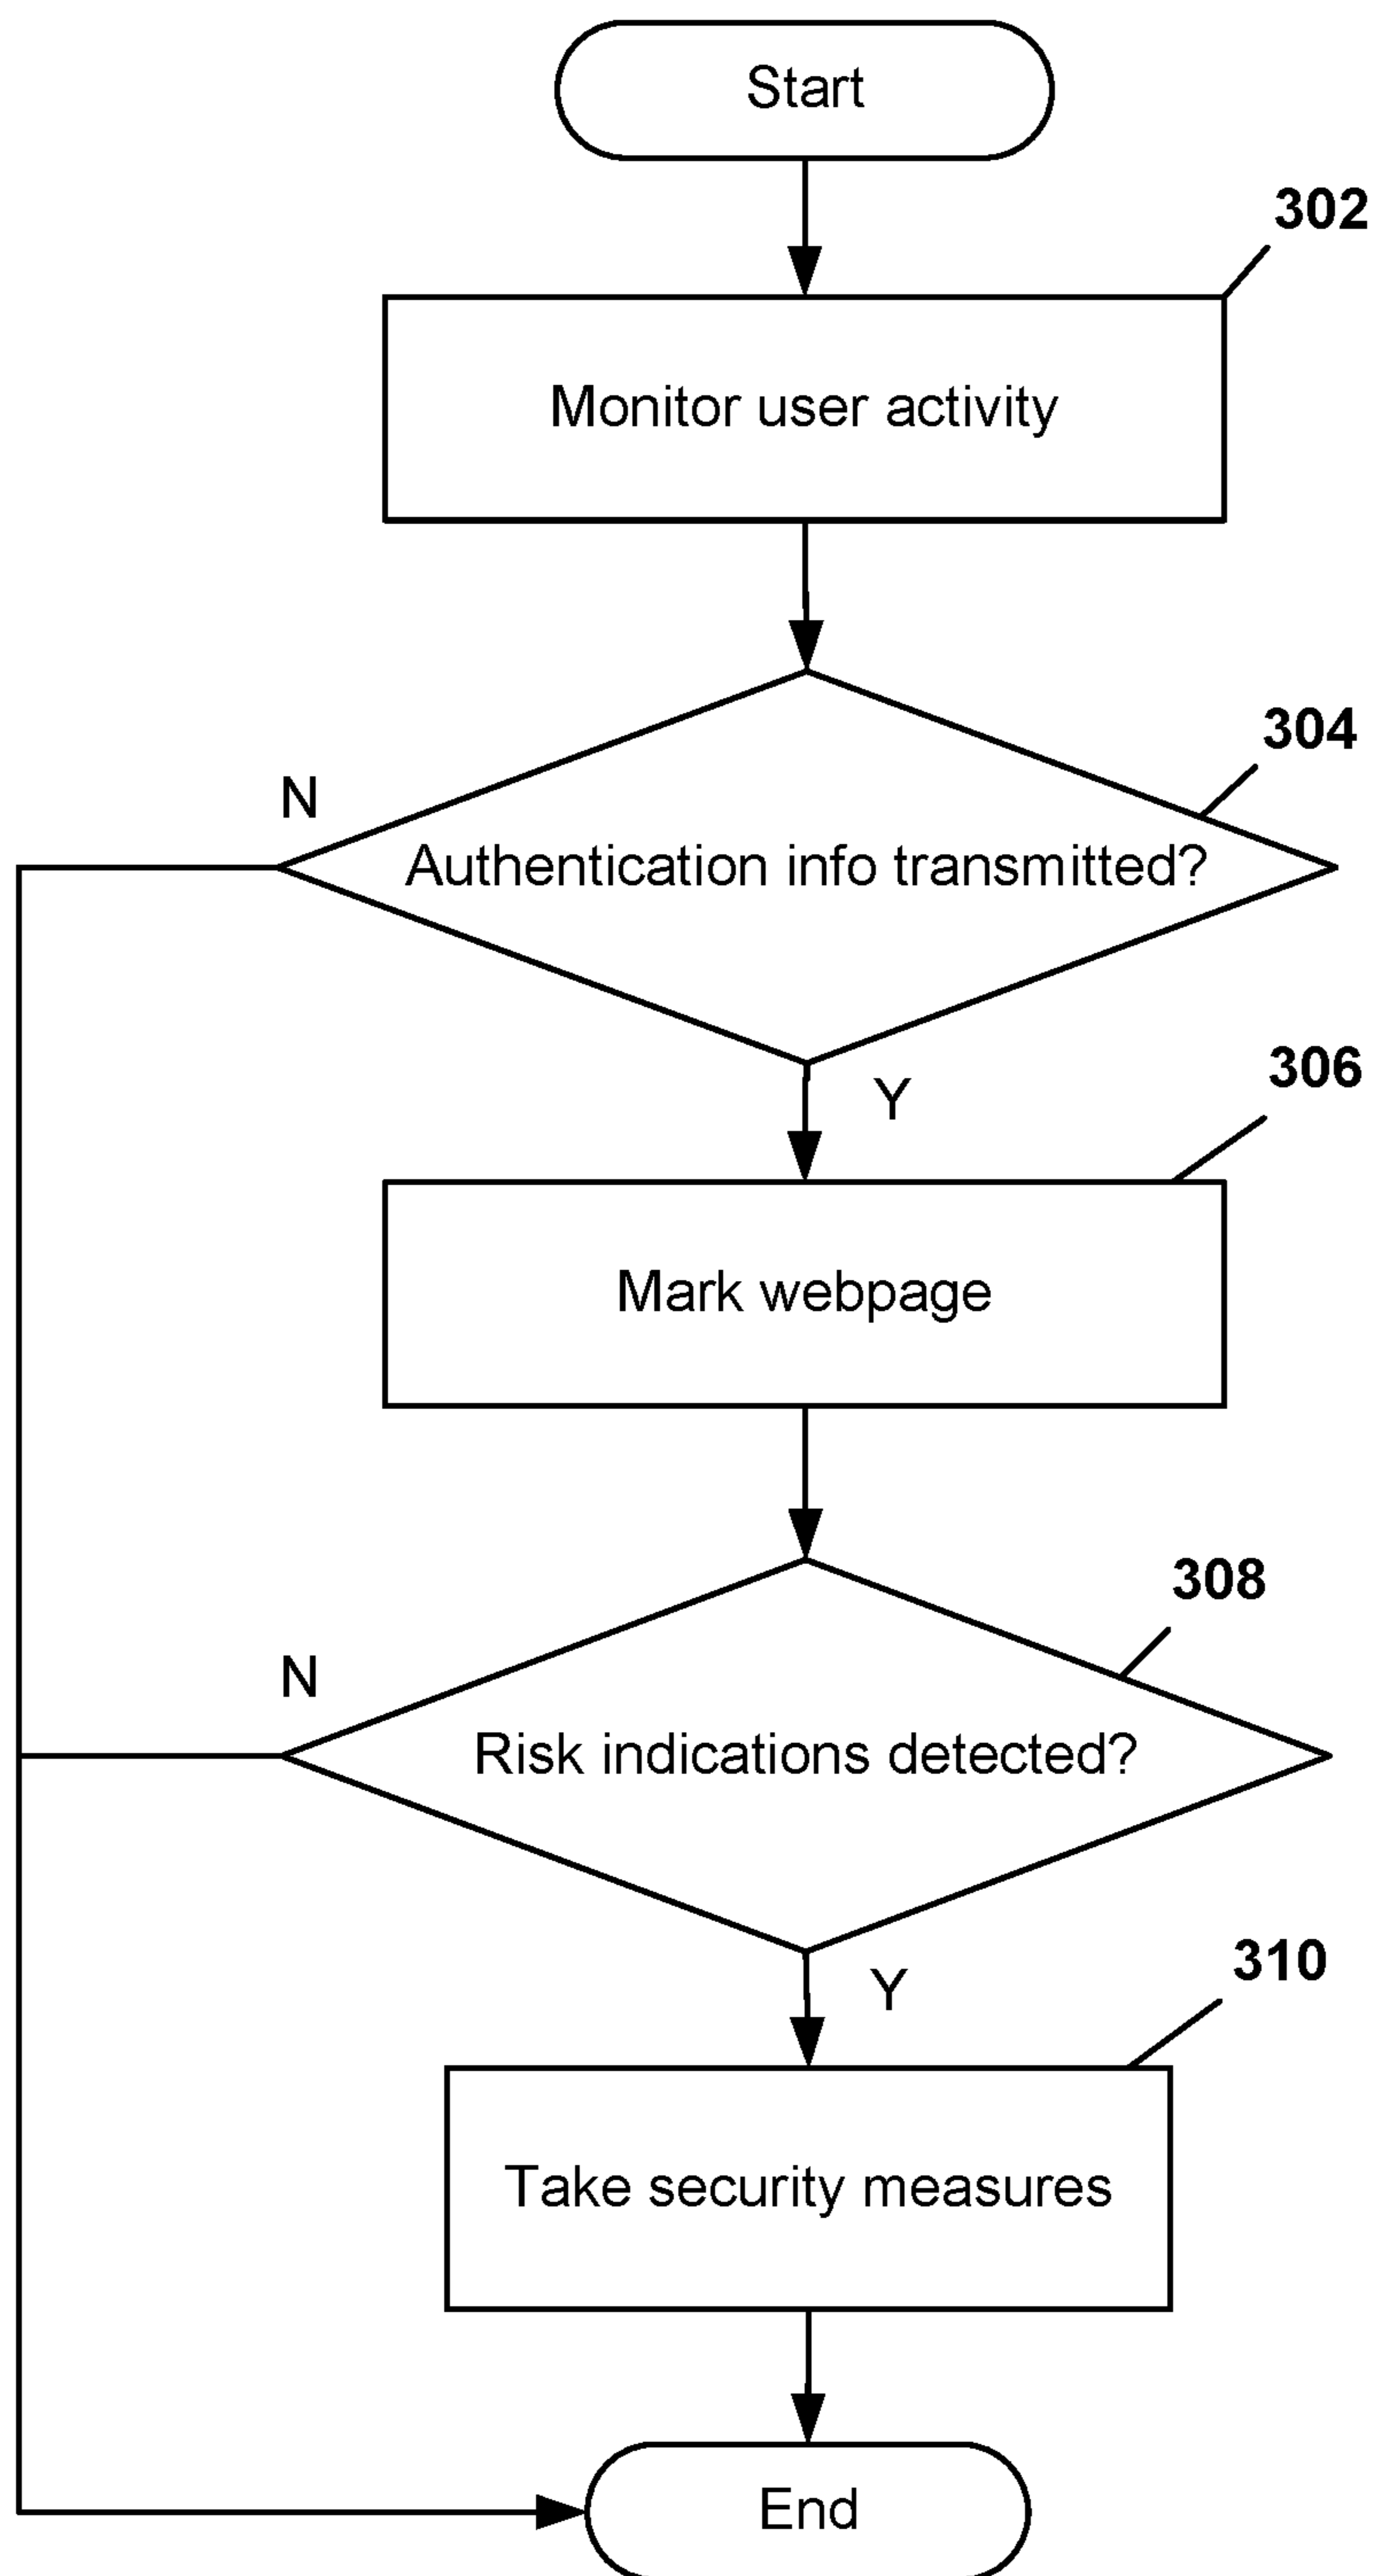 Start
302
Monitor user activity
304
N
Authentication info transmitted?
306
Y
Mark webpage
308
N
Risk indications detected?
310
Y
Take security measures
End